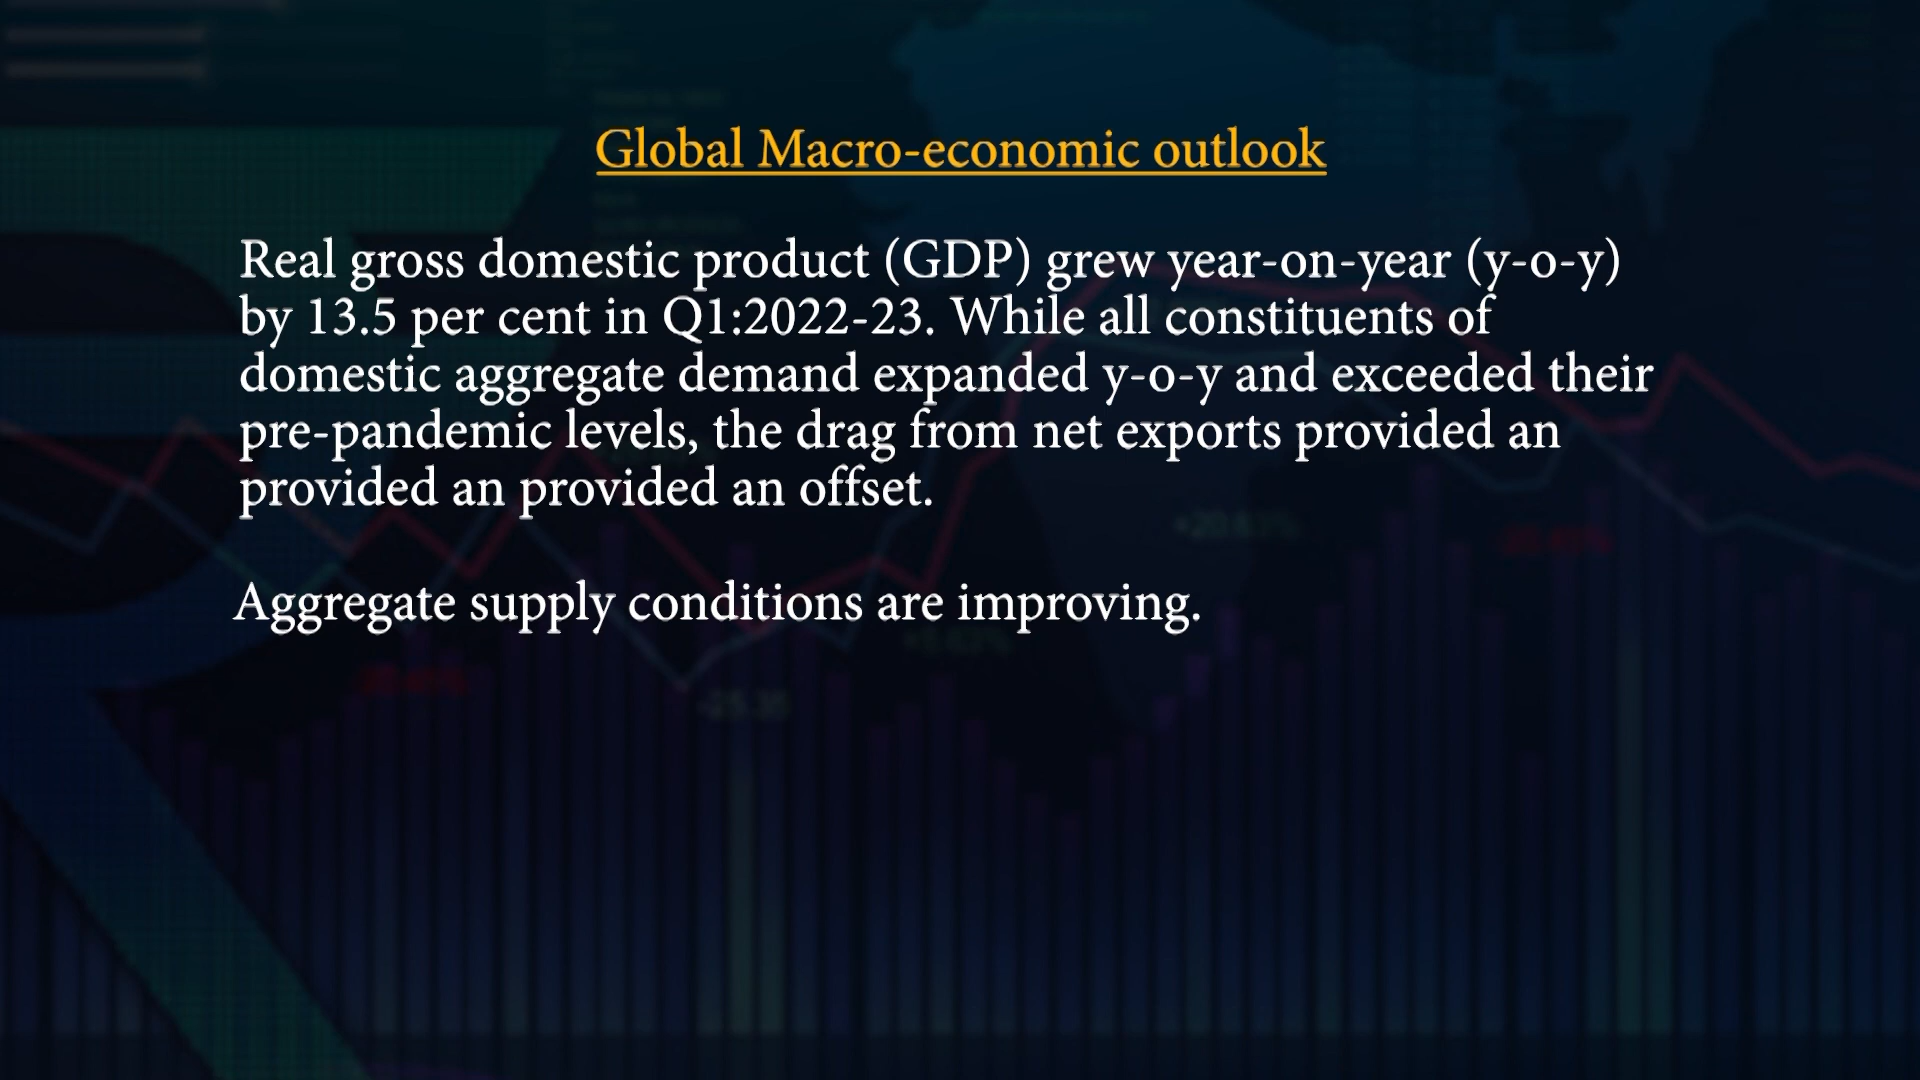 Global Macro-economic outlook
Real gross domestic product (GDP) grew year-on-year (y-o-y)
by 13.5 per cent in Q1:2022-23. While all constituents of
domestic aggregate demand expanded y-o-y and exceeded their
pre-pandemic levels, the drag from net exports provided an
provided an provided an offset.
Aggregate supply conditions are improving.